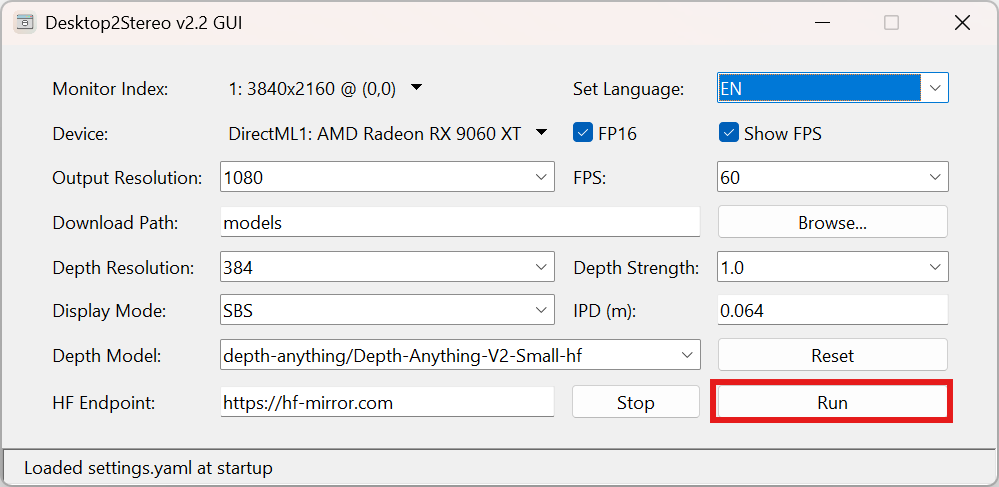 Desktop2Stereo v2.2 GUI
Monitor Index: 1: 3840x2160 @ (0,0) Set Language: EN
Device: DirectML1: AMD Radeon RX 9060 XT FP16 Show FPS
Output Resolution: 1080 FPS: 60
Download Path: models Browse...
Depth Resolution: 384 Depth Strength: 1.0
Display Mode: SBS IPD (m): 0.064
Depth Model: depth-anything/Depth-Anything-V2-Small-hf Reset
HF Endpoint: https://hf-mirror.com Stop Run
Loaded settings.yaml at startup